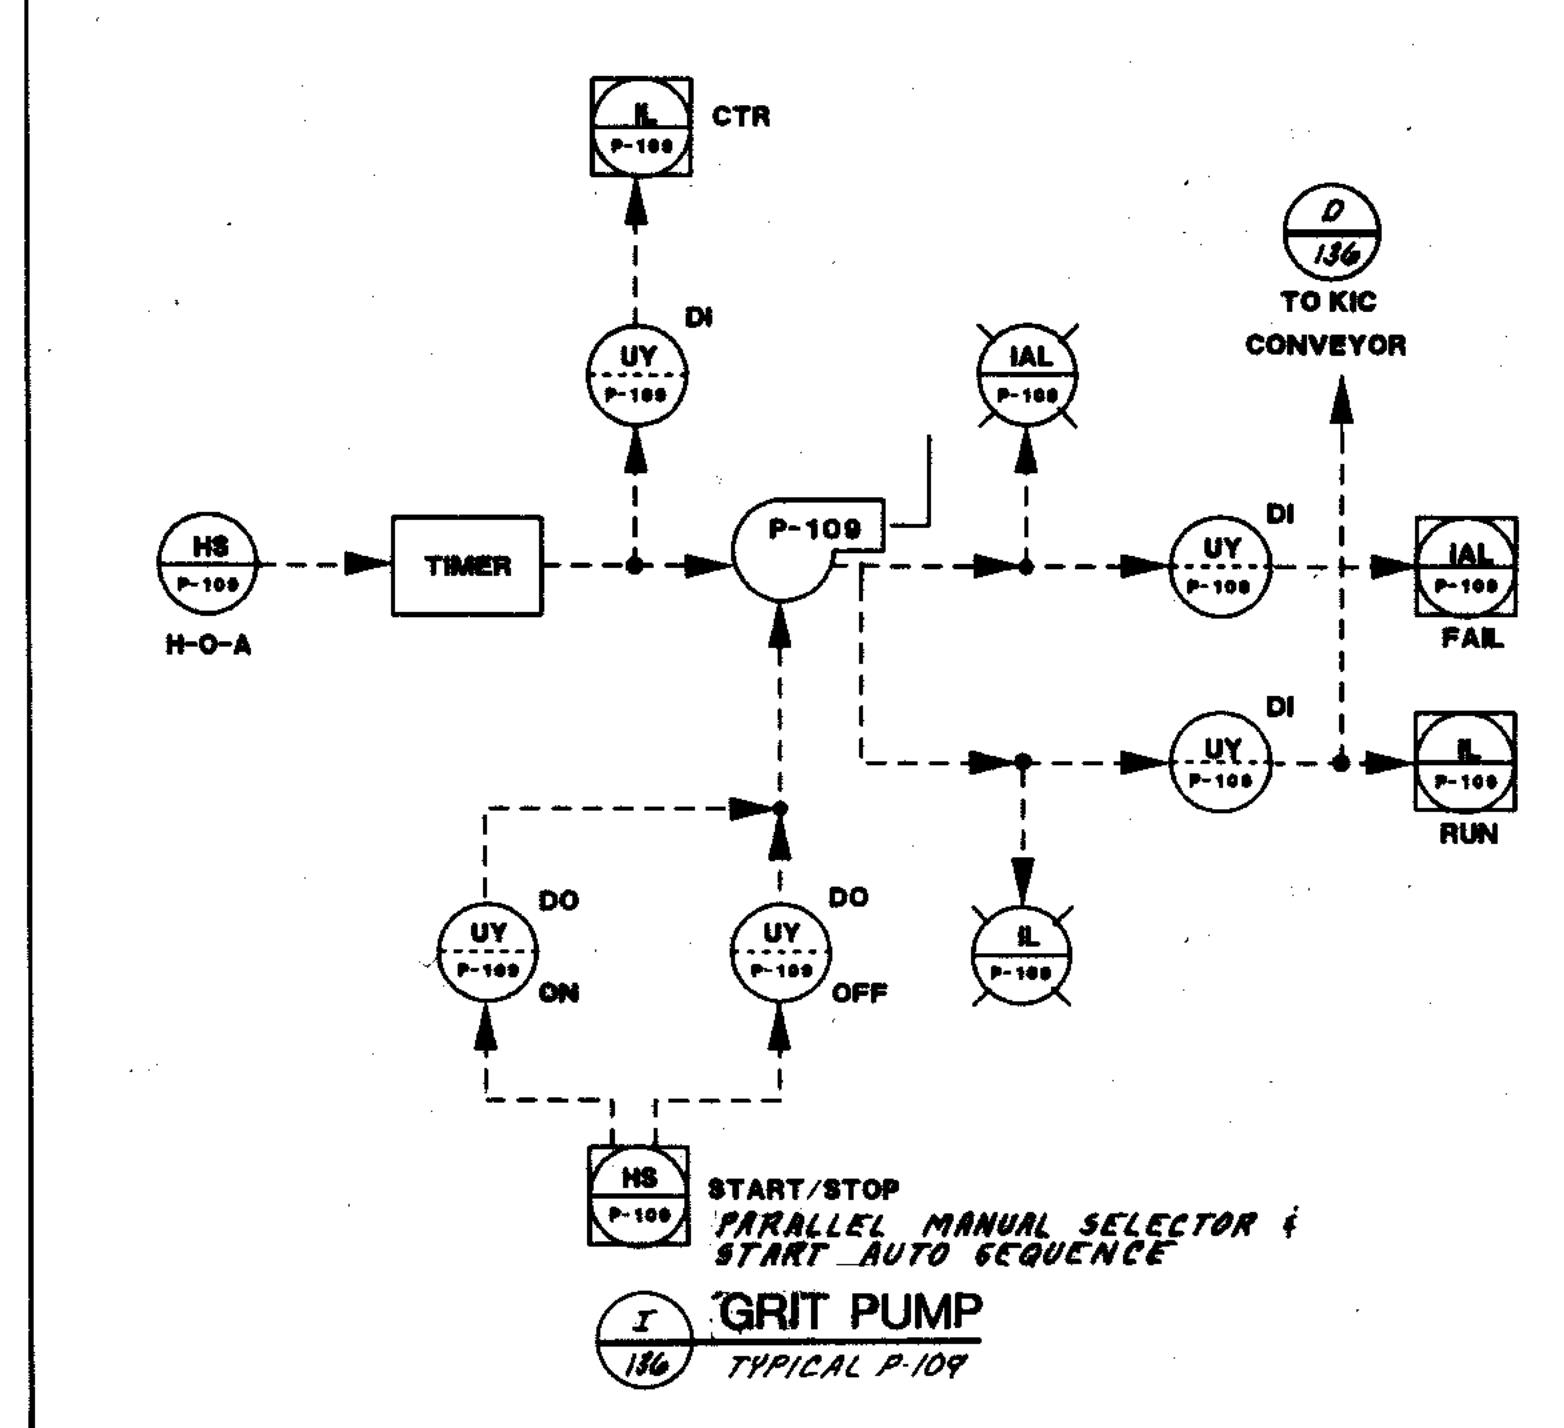 IL
P-109
CTR
DI
UY
P-109
D
136
TO KIC
CONVEYOR
IAL
P-109
HS
P-109
H-O-A
TIMER
P-109
DI
UY
P-109
IAL
P-109
FAIL
DI
UY
P-109
IL
P-109
RUN
DO
UY
P-109
ON
DO
UY
P-109
OFF
IL
P-109
HS
P-109
START/STOP
PARALLEL MANUAL SELECTOR &
START AUTO SEQUENCE
I
136
GRIT PUMP
TYPICAL P-109